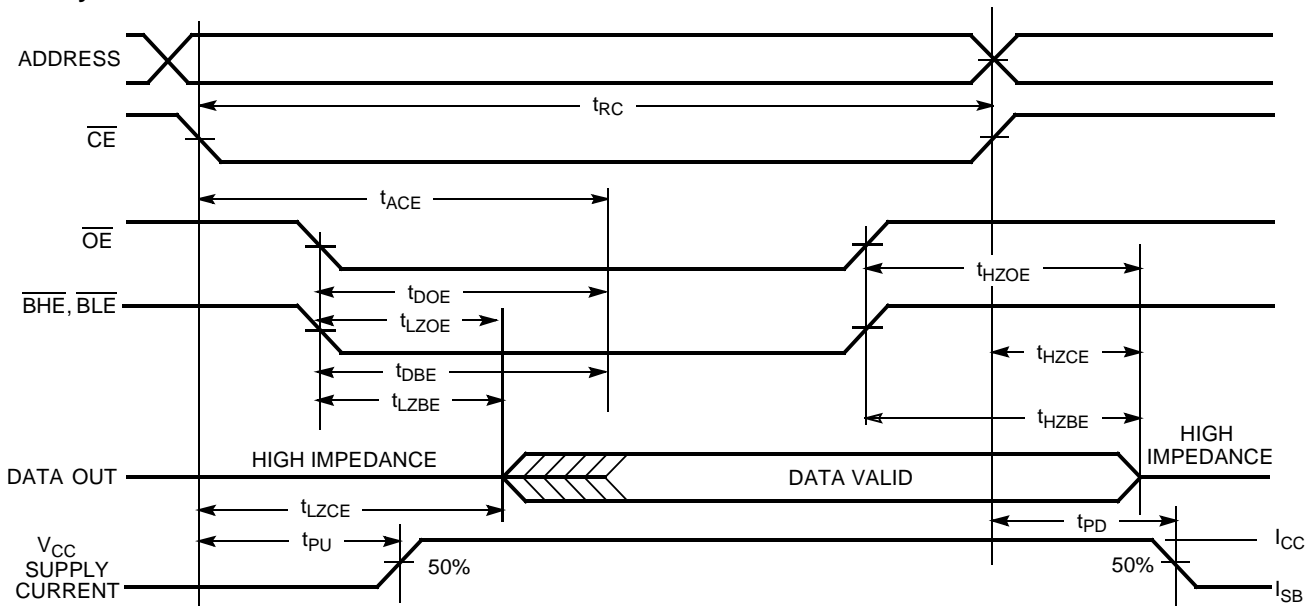 ADDRESS
tRC
CE
tACE
OE
tHZOE
tDOE
BHE, BLE
tLZOE
tHZCE
tDBE
tLZBE
tHZBE
HIGH
IMPEDANCE
HIGH IMPEDANCE
DATA OUT
DATA VALID
tLZCE
tPD
tPU
VCC
SUPPLY
CURRENT
50%
50%
ICC
ISB